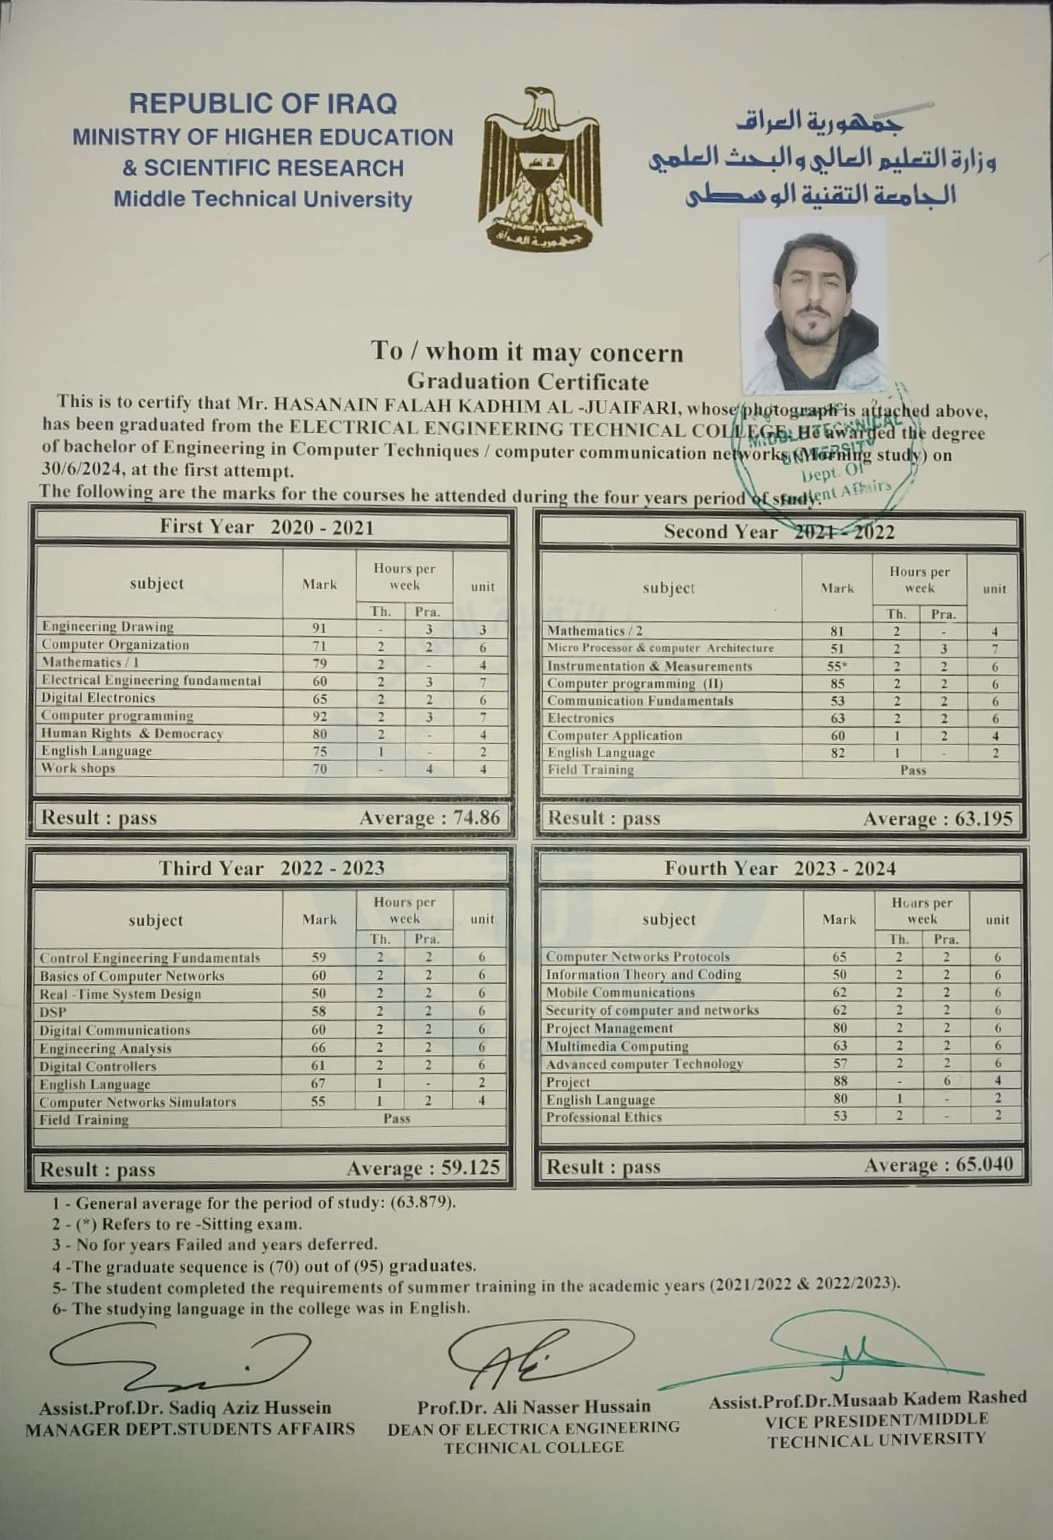 REPUBLIC OF IRAQ
MINISTRY OF HIGHER EDUCATION
& SCIENTIFIC RESEARCH
Middle Technical University
الله اكبر
جمهورية العراق
جمهورية العراق
وزارة التعليم العالي والبحث العلمي
الجامعة التقنية الوسطى
To / whom it may concern
Graduation Certificate
This is to certify that Mr. HASANAIN FALAH KADHIM AL -JUAIFARI, whose photograph is attached above,
has been graduated from the ELECTRICAL ENGINEERING TECHNICAL COLLEGE. He awarded the degree
of bachelor of Engineering in Computer Techniques / computer communication networks (Morning study) on
30/6/2024, at the first attempt.
The following are the marks for the courses he attended during the four years period of study.
MIDDLE TECHNICAL
UNIVERSITY
Dept. Of
Student Affairs
First Year 2020 - 2021
subject Mark Hours per week unit
Th. Pra.
Engineering Drawing 91 - 3 3
Computer Organization 71 2 2 6
Mathematics / 1 79 2 - 4
Electrical Engineering fundamental 60 2 3 7
Digital Electronics 65 2 2 6
Computer programming 92 2 3 7
Human Rights & Democracy 80 2 - 4
English Language 75 1 - 2
Work shops 70 - 4 4
Result : pass Average : 74.86
Second Year 2021 - 2022
subject Mark Hours per week unit
Th. Pra.
Mathematics / 2 81 2 - 4
Micro Processor & computer Architecture 51 2 3 7
Instrumentation & Measurements 55* 2 2 6
Computer programming (II) 85 2 2 6
Communication Fundamentals 53 2 2 6
Electronics 63 2 2 6
Computer Application 60 1 2 4
English Language 82 1 - 2
Field Training Pass
Result : pass Average : 63.195
Third Year 2022 - 2023
subject Mark Hours per week unit
Th. Pra.
Control Engineering Fundamentals 59 2 2 6
Basics of Computer Networks 60 2 2 6
Real -Time System Design 50 2 2 6
DSP 58 2 2 6
Digital Communications 60 2 2 6
Engineering Analysis 66 2 2 6
Digital Controllers 61 2 2 6
English Language 67 1 - 2
Computer Networks Simulators 55 1 2 4
Field Training Pass
Result : pass Average : 59.125
Fourth Year 2023 - 2024
subject Mark Hours per week unit
Th. Pra.
Computer Networks Protocols 65 2 2 6
Information Theory and Coding 50 2 2 6
Mobile Communications 62 2 2 6
Security of computer and networks 62 2 2 6
Project Management 80 2 2 6
Multimedia Computing 63 2 2 6
Advanced computer Technology 57 2 2 6
Project 88 - 6 4
English Language 80 1 - 2
Professional Ethics 53 2 - 2
Result : pass Average : 65.040
1 - General average for the period of study: (63.879).
2 - (*) Refers to re -Sitting exam.
3 - No for years Failed and years deferred.
4 -The graduate sequence is (70) out of (95) graduates.
5- The student completed the requirements of summer training in the academic years (2021/2022 & 2022/2023).
6- The studying language in the college was in English.
Assist.Prof.Dr. Sadiq Aziz Hussein
MANAGER DEPT.STUDENTS AFFAIRS
Prof.Dr. Ali Nasser Hussain
DEAN OF ELECTRICA ENGINEERING
TECHNICAL COLLEGE
Assist.Prof.Dr.Musaab Kadem Rashed
VICE PRESIDENT/MIDDLE
TECHNICAL UNIVERSITY